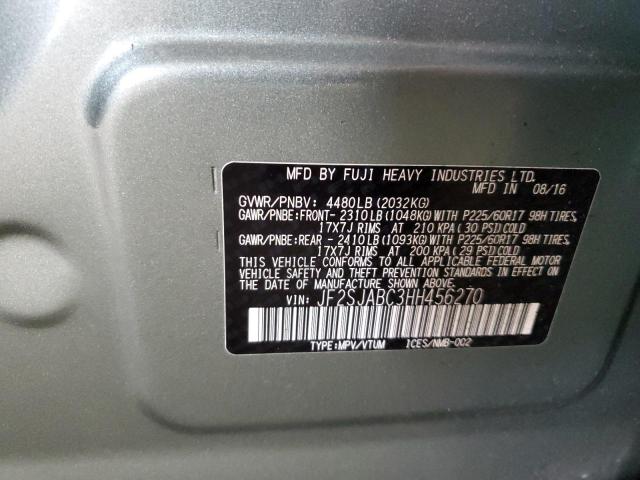 MFD BY FUJI HEAVY INDUSTRIES LTD.
MFD IN 08/16
GVWR/PNBV: 4480LB(2032KG)
GAWR/PNBE:FRONT-2310LB(1048KG)WITH P225/60R17 98H TIRES,
17X7J RIMS AT 210 KPA(30 PSI)COLD
GAWR/PNBE:REAR -2410LB(1093KG)WITH P225/60R17 98H TIRES,
17X7J RIMS AT 200 KPA(29 PSI)COLD
THIS VEHICLE CONFORMS TO ALL APPLICABLE FEDERAL MOTOR
VEHICLE SAFETY AND THEFT PREVENTION STANDARDS IN EFFECT ON
THE DATE OF MANUFACTURE SHOWN ABOVE.
VIN: JF2SJABC3HH456270
TYPE:MPV/VTUM ICES/NMB-002